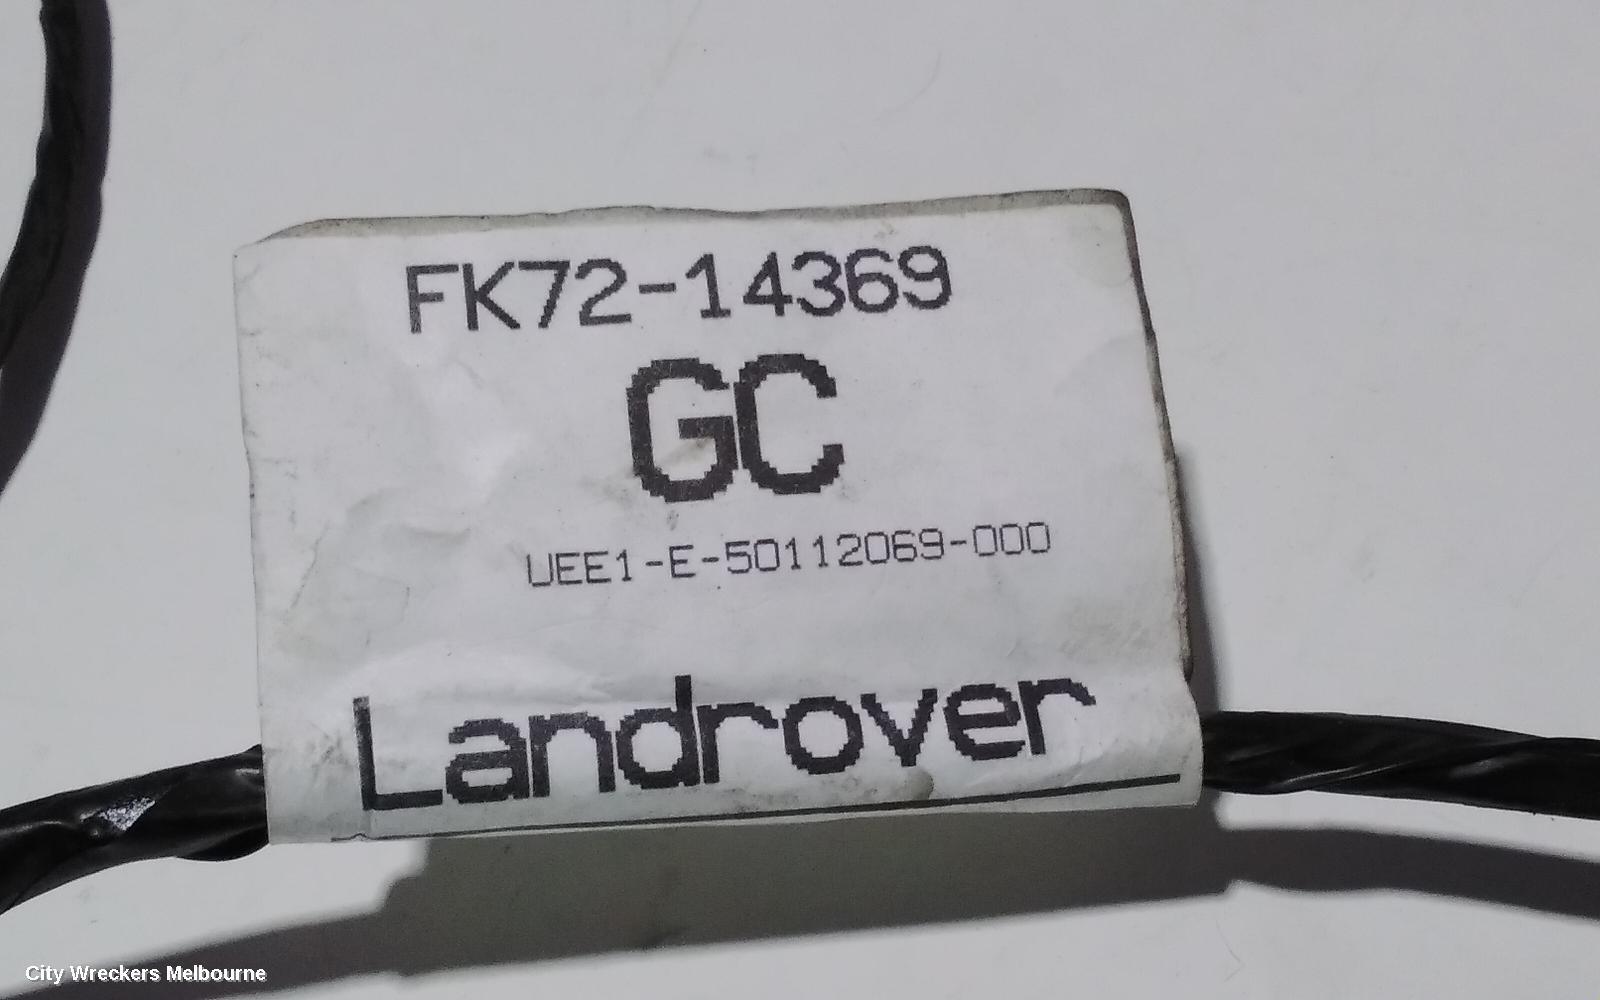 FK72-14369
GC
UEE1-E-50112069-000
Landrover
City Wreckers Melbourne